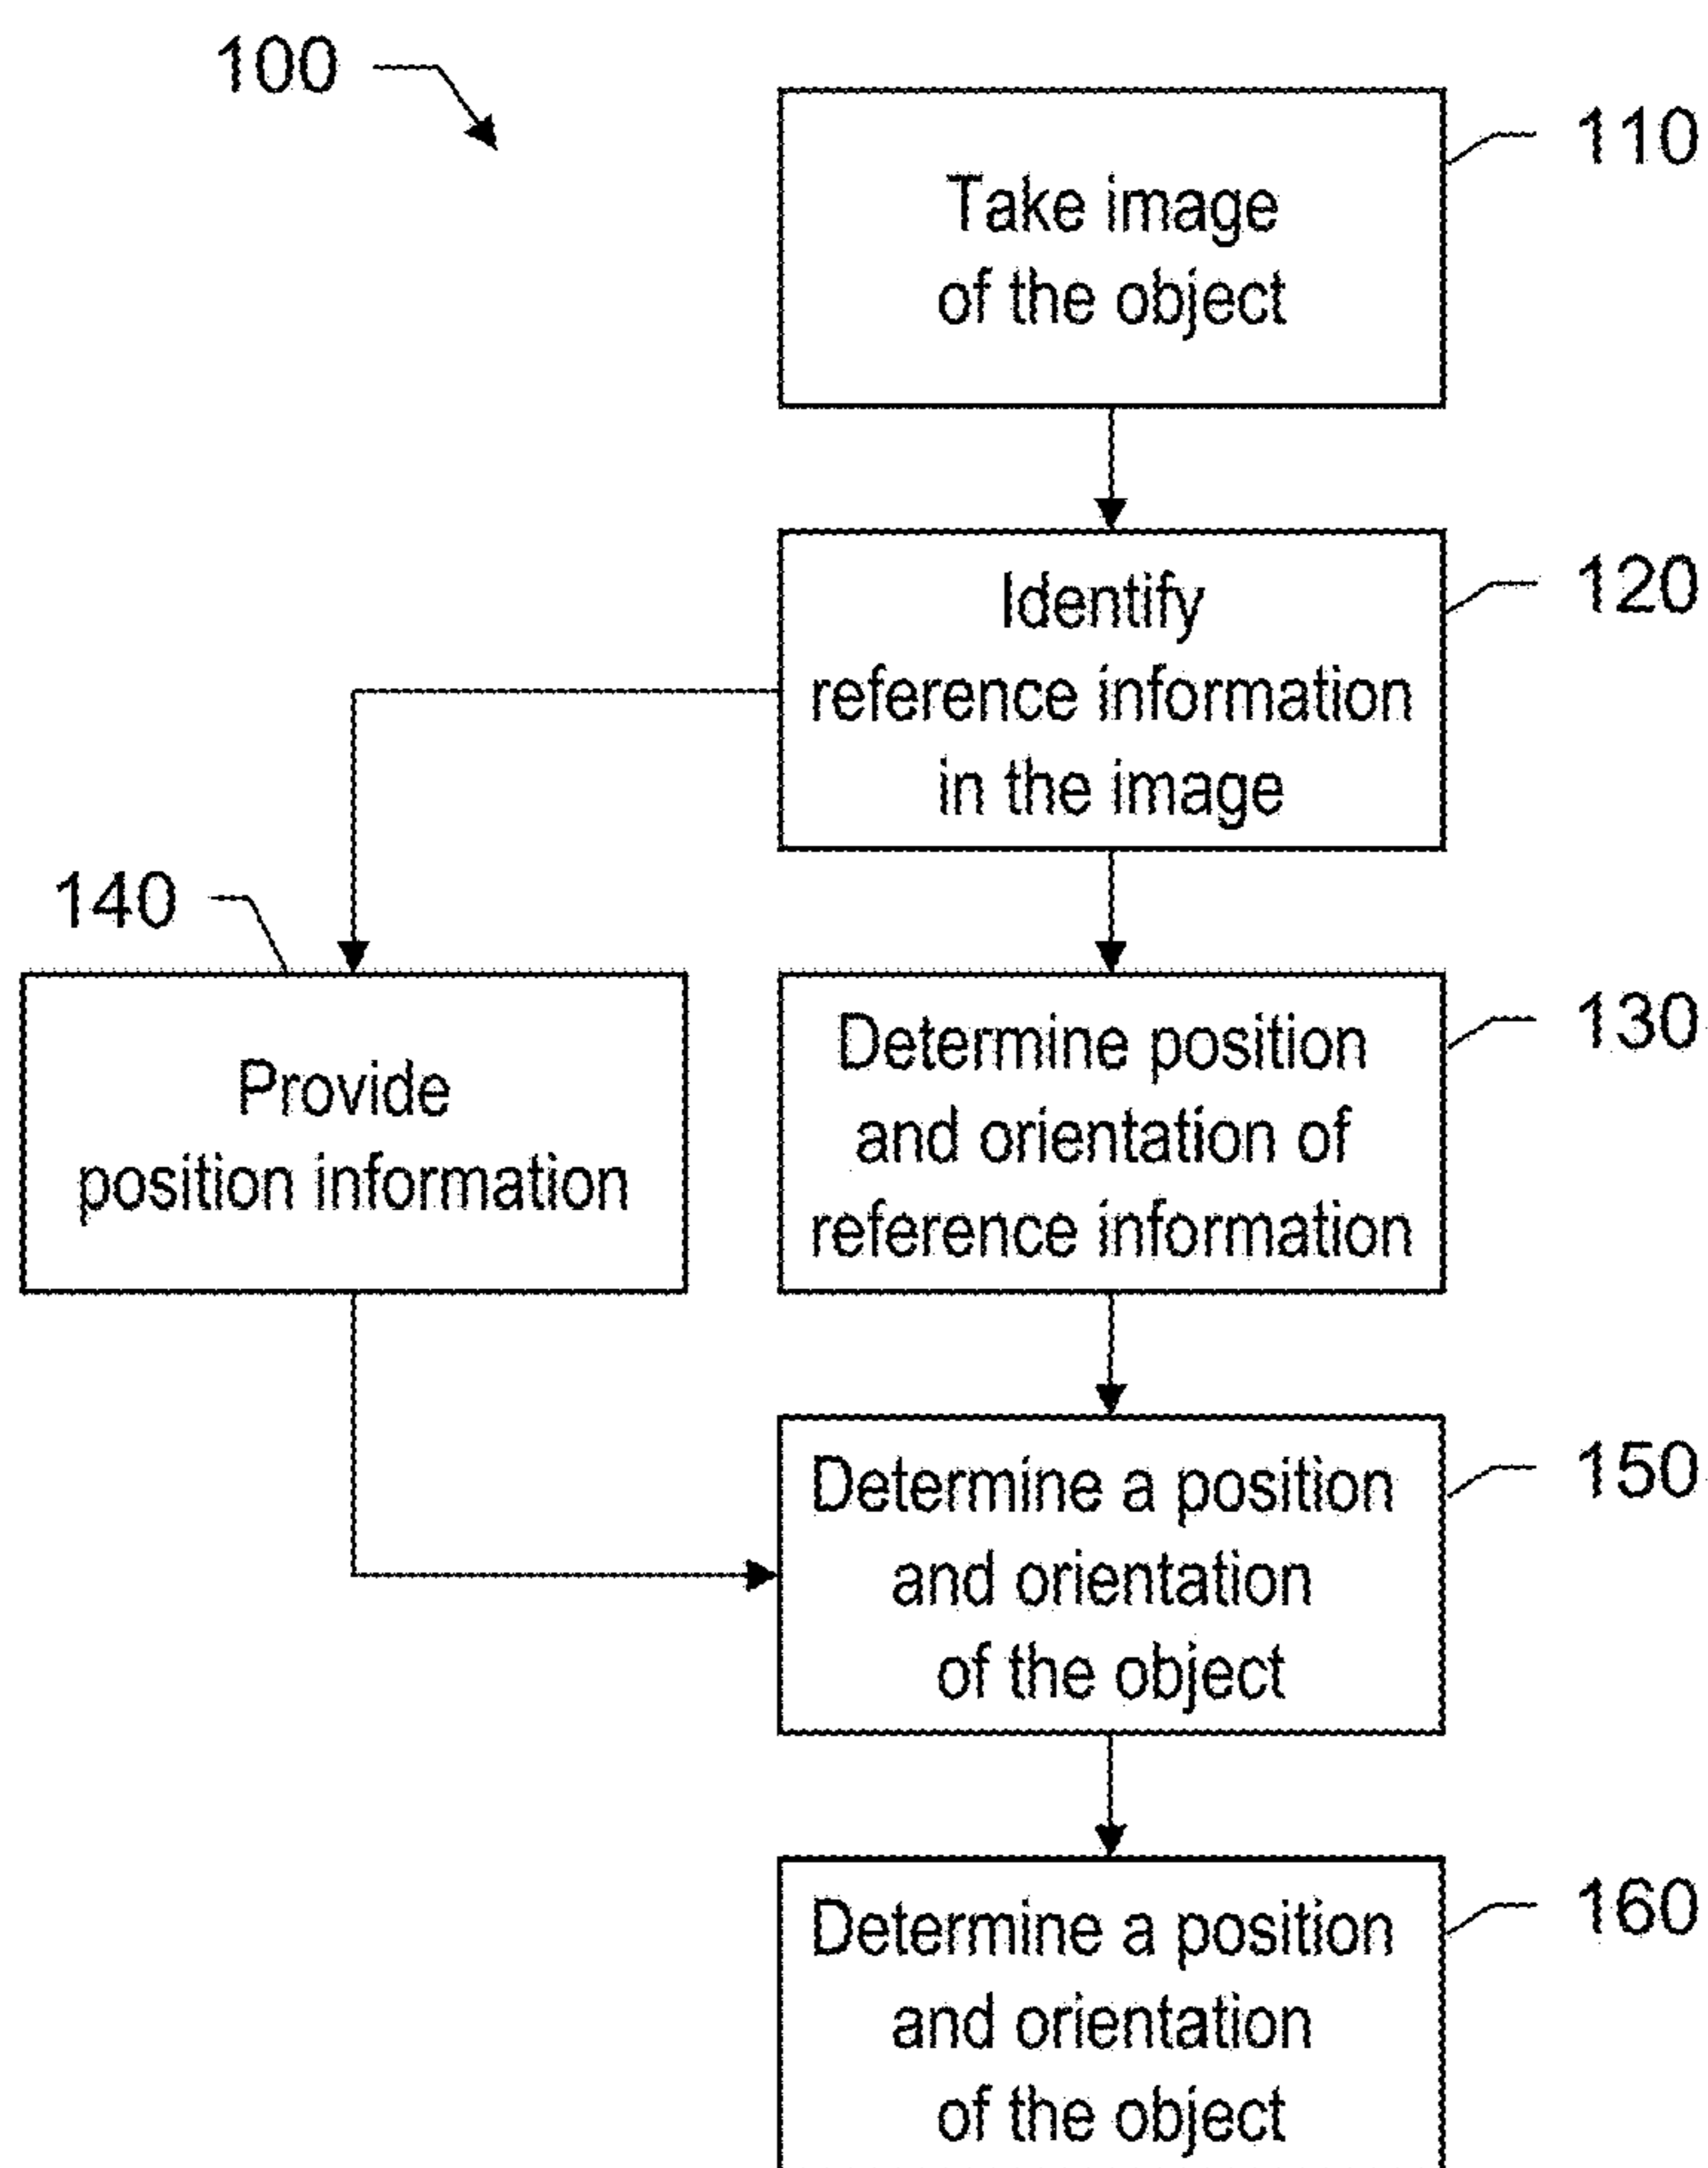 100
110
Take image
of the object
120
Identify
reference information
in the image
140
Provide
position information
130
Determine position
and orientation of
reference information
150
Determine a position
and orientation
of the object
160
Determine a position
and orientation
of the object